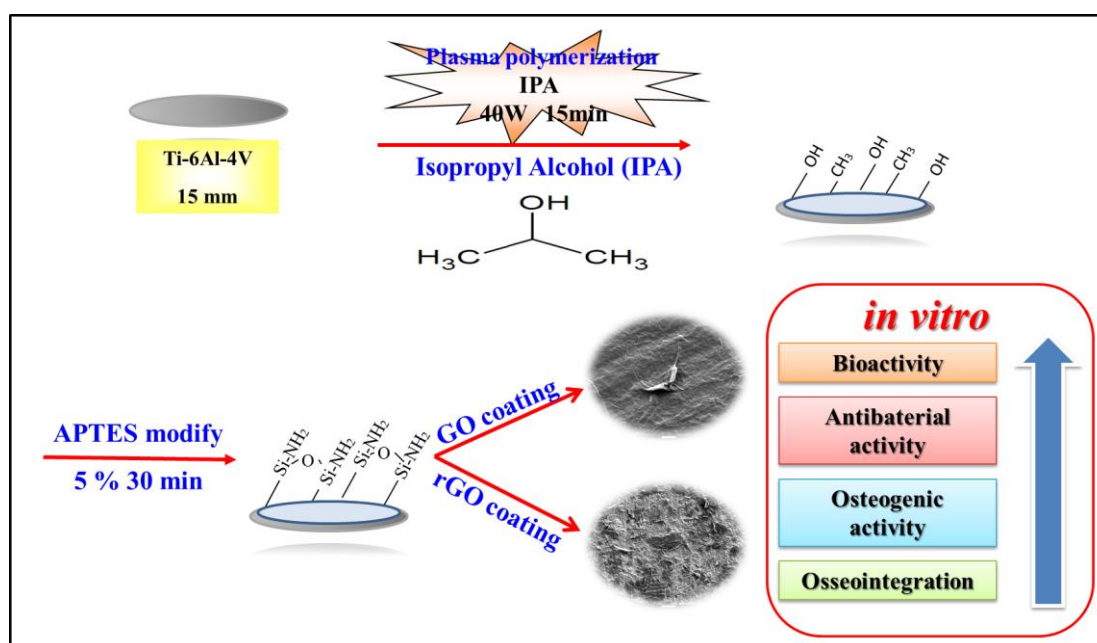 Plasma polymerization
IPA
40W 15min
Ti-6Al-4V
15 mm
Isopropyl Alcohol (IPA)
OH
H₃C
CH₃
OH
CH₃
OH
CH₃
OH
APTES modify
5 % 30 min
Si-NH₂
O
Si-NH₂
Si-NH₂
O
Si-NH₂
GO coating
rGO coating
in vitro
Bioactivity
Antibaterial
activity
Osteogenic
activity
Osseointegration